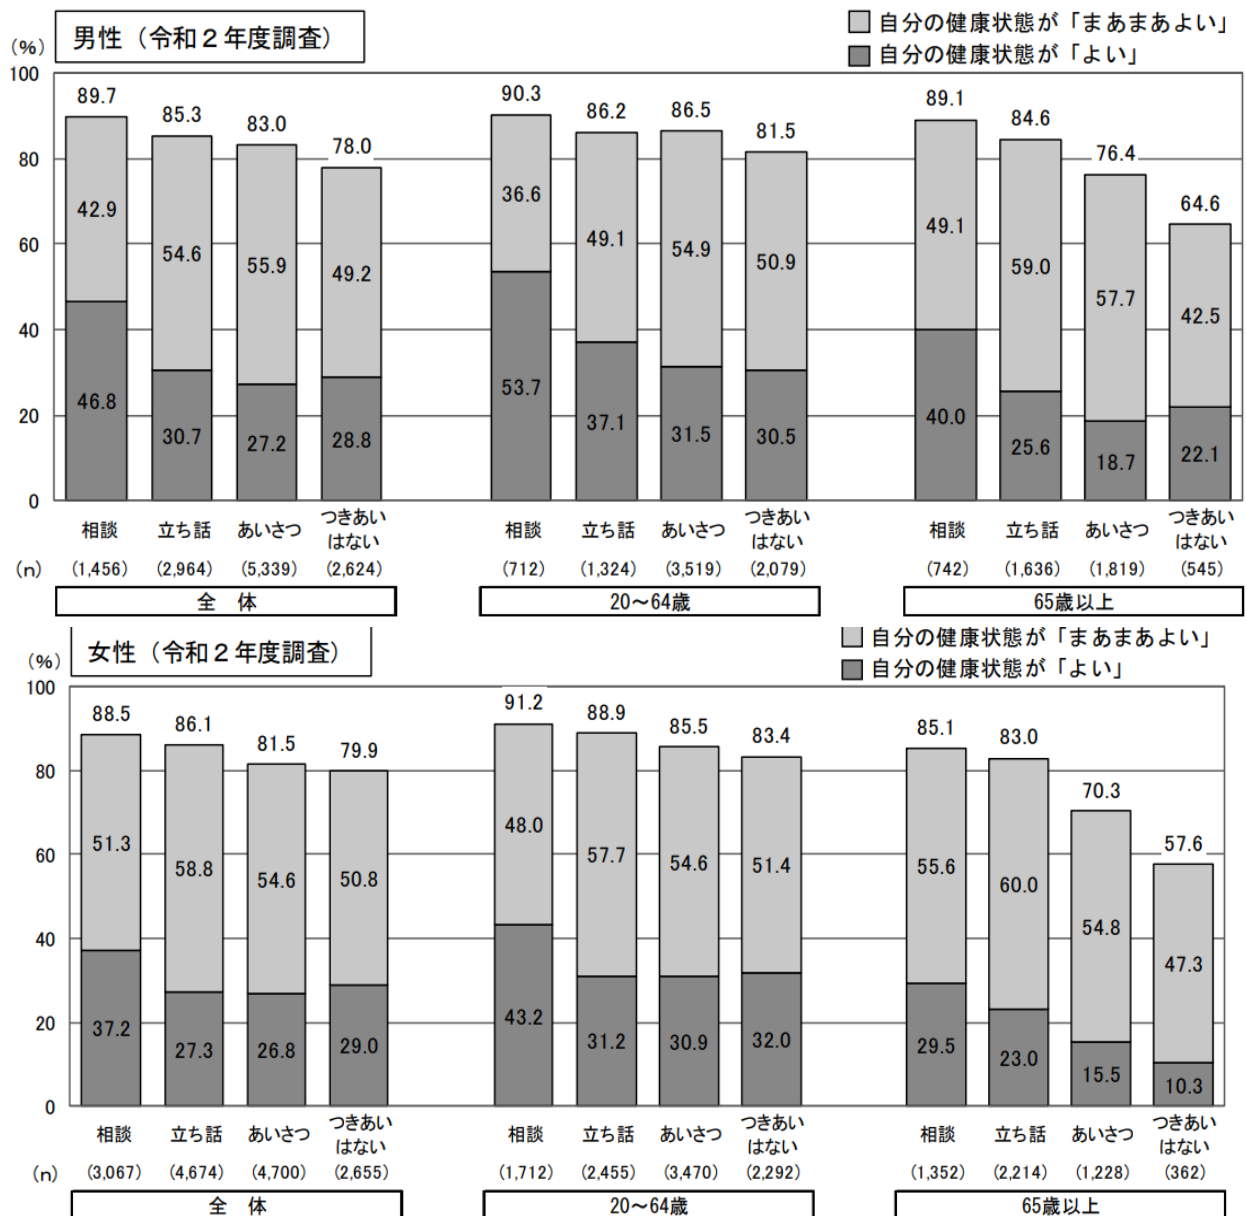 男性（令和２年度調査）
自分の健康状態が「まあまあよい」
自分の健康状態が「よい」
(%)
100
80
60
40
20
0
89.7 85.3 83.0 78.0 90.3 86.2 86.5 81.5 89.1 84.6 76.4 64.6
42.9 54.6 55.9 49.2 36.6 49.1 54.9 50.9 49.1 59.0 57.7 42.5
46.8 30.7 27.2 28.8 53.7 37.1 31.5 30.5 40.0 25.6 18.7 22.1
相談 立ち話 あいさつ つきあい 相談 立ち話 あいさつ つきあい 相談 立ち話 あいさつ つきあい
はない はない はない
(n) (1,456) (2,964) (5,339) (2,624) (712) (1,324) (3,519) (2,079) (742) (1,636) (1,819) (545)
全 体 20～64歳 65歳以上
女性（令和２年度調査）
自分の健康状態が「まあまあよい」
自分の健康状態が「よい」
(%)
100
80
60
40
20
0
88.5 86.1 81.5 79.9 91.2 88.9 85.5 83.4 85.1 83.0 70.3 57.6
51.3 58.8 54.6 50.8 48.0 57.7 54.6 51.4 55.6 60.0 54.8 47.3
37.2 27.3 26.8 29.0 43.2 31.2 30.9 32.0 29.5 23.0 15.5 10.3
相談 立ち話 あいさつ つきあい 相談 立ち話 あいさつ つきあい 相談 立ち話 あいさつ つきあい
はない はない はない
(n) (3,067) (4,674) (4,700) (2,655) (1,712) (2,455) (3,470) (2,292) (1,352) (2,214) (1,228) (362)
全 体 20～64歳 65歳以上